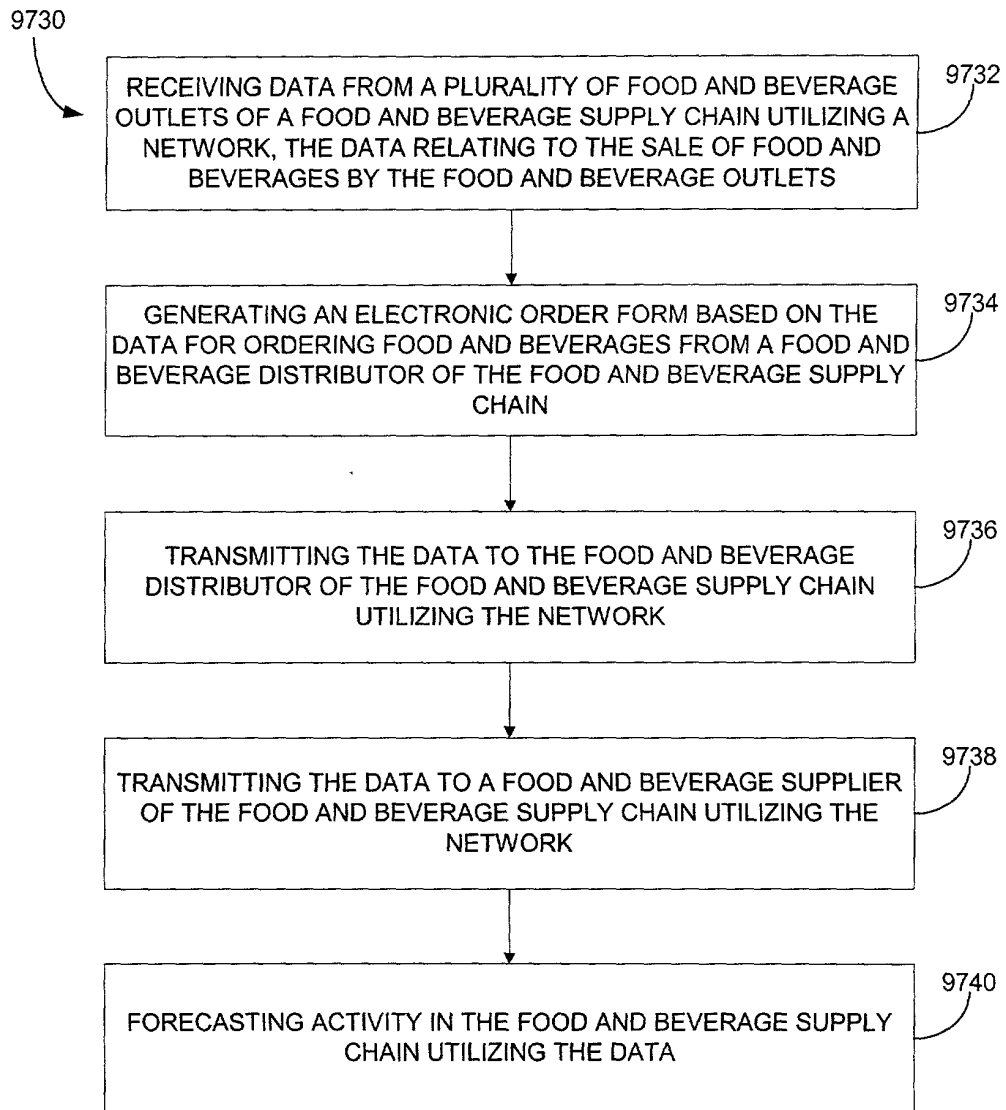 9730
RECEIVING DATA FROM A PLURALITY OF FOOD AND BEVERAGE
OUTLETS OF A FOOD AND BEVERAGE SUPPLY CHAIN UTILIZING A
NETWORK, THE DATA RELATING TO THE SALE OF FOOD AND
BEVERAGES BY THE FOOD AND BEVERAGE OUTLETS
9732
GENERATING AN ELECTRONIC ORDER FORM BASED ON THE
DATA FOR ORDERING FOOD AND BEVERAGES FROM A FOOD AND
BEVERAGE DISTRIBUTOR OF THE FOOD AND BEVERAGE SUPPLY
CHAIN
9734
TRANSMITTING THE DATA TO THE FOOD AND BEVERAGE
DISTRIBUTOR OF THE FOOD AND BEVERAGE SUPPLY CHAIN
UTILIZING THE NETWORK
9736
TRANSMITTING THE DATA TO A FOOD AND BEVERAGE SUPPLIER
OF THE FOOD AND BEVERAGE SUPPLY CHAIN UTILIZING THE
NETWORK
9738
FORECASTING ACTIVITY IN THE FOOD AND BEVERAGE SUPPLY
CHAIN UTILIZING THE DATA
9740